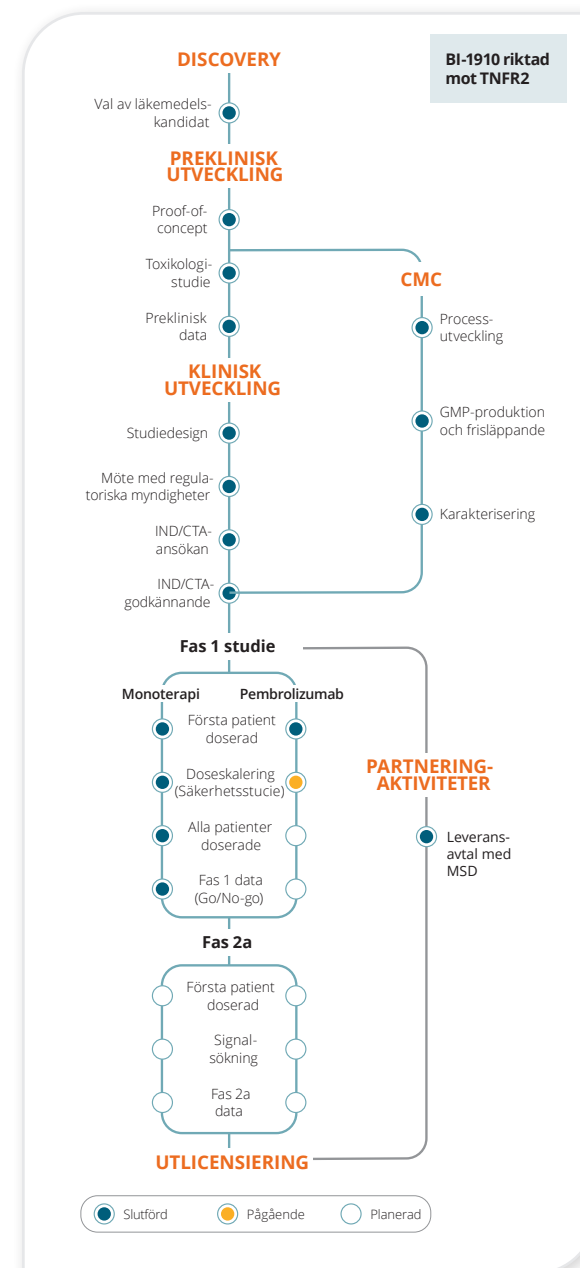 BI-1910 riktad
mot TNFR2
DISCOVERY
Val av läkemedels-
kandidat
PREKLINISK
UTVECKLING
Proof-of-
concept
Toxikologi-
studie
Preklinisk
data
CMC
Process-
utveckling
GMP-produktion
och frisläppande
Karakterisering
KLINISK
UTVECKLING
Studiedesign
Möte med regula-
toriska myndigheter
IND/CTA-
ansökan
IND/CTA-
godkännande
Fas 1 studie
Monoterapi
Pembrolizumab
Första patient
doserad
Doseskalering
(Säkerhetsstucie)
Alla patienter
doserade
Fas 1 data
(Go/No-go)
PARTNERING-
AKTIVITETER
Leverans-
avtal med
MSD
Fas 2a
Första patient
doserad
Signal-
sökning
Fas 2a
data
UTLICENSIERING
Slutförd
Pågående
Planerad